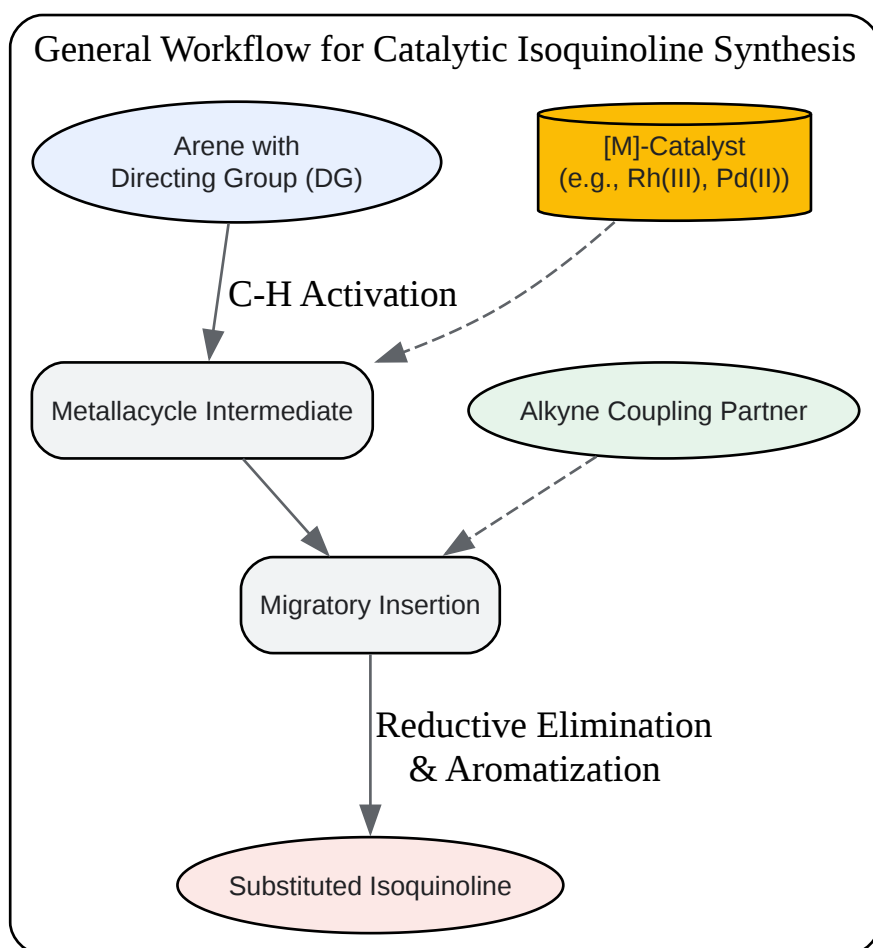 General Workflow for Catalytic Isoquinoline Synthesis
Arene with
Directing Group (DG)
[M]-Catalyst
(e.g., Rh(III), Pd(II))
C-H Activation
Metallacycle Intermediate
Alkyne Coupling Partner
Migratory Insertion
Reductive Elimination
& Aromatization
Substituted Isoquinoline